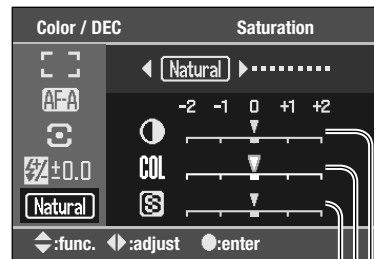 Color / DEC Saturation
Natural
AF-A
-2 -1 0 +1 +2
COL
±0.0
Natural
S
:func. :adjust :enter